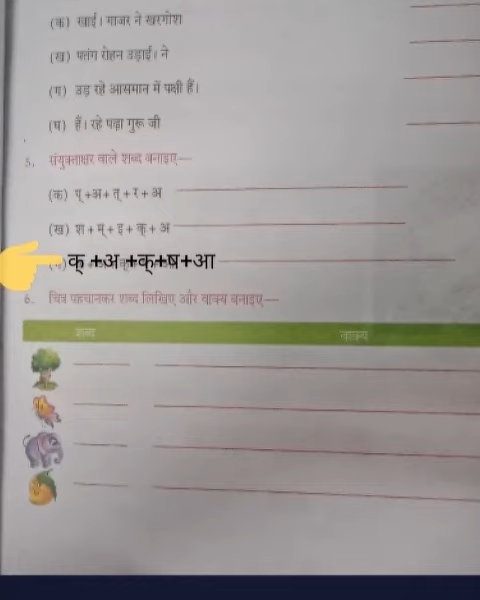 (क) खाई। गाजर ने खरगोश
(ख) पतंग रोहन उड़ाई। ने
(ग) उड़ रहे आसमान में पक्षी हैं।
(घ) हैं। रहे पढ़ा गुरू जी
5. संयुक्ताक्षर वाले शब्द बनाइए—
(क) प्+अ+त्+र+अ
(ख) श+म्+इ+क्+अ
क् +अ +क्+ष+आ
6. चित्र पहचानकर शब्द लिखिए और वाक्य बनाइए—
शब्द वाक्य